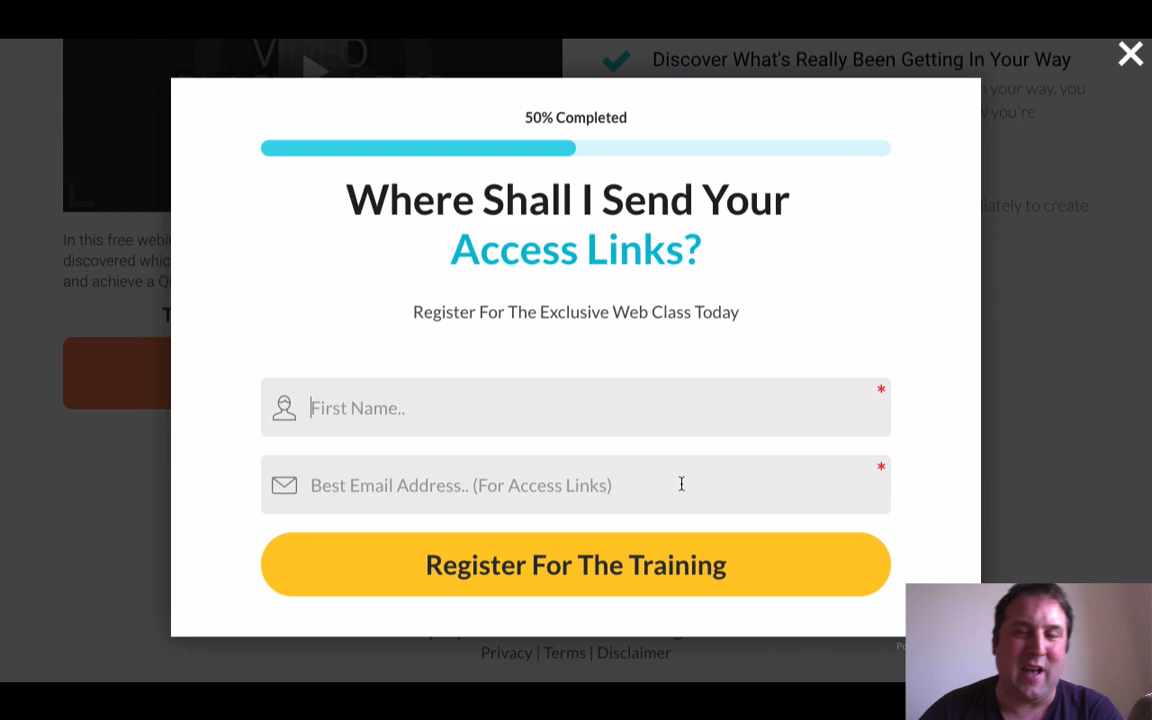 VIDEO
Discover What's Really Been Getting In Your Way
your way, you
you're
In this free webi
discovered whic
and achieve a Q
50% Completed
Where Shall I Send Your
Access Links?
Register For The Exclusive Web Class Today
First Name..
*
Best Email Address.. (For Access Links)
*
Register For The Training
iately to create
Privacy | Terms | Disclaimer